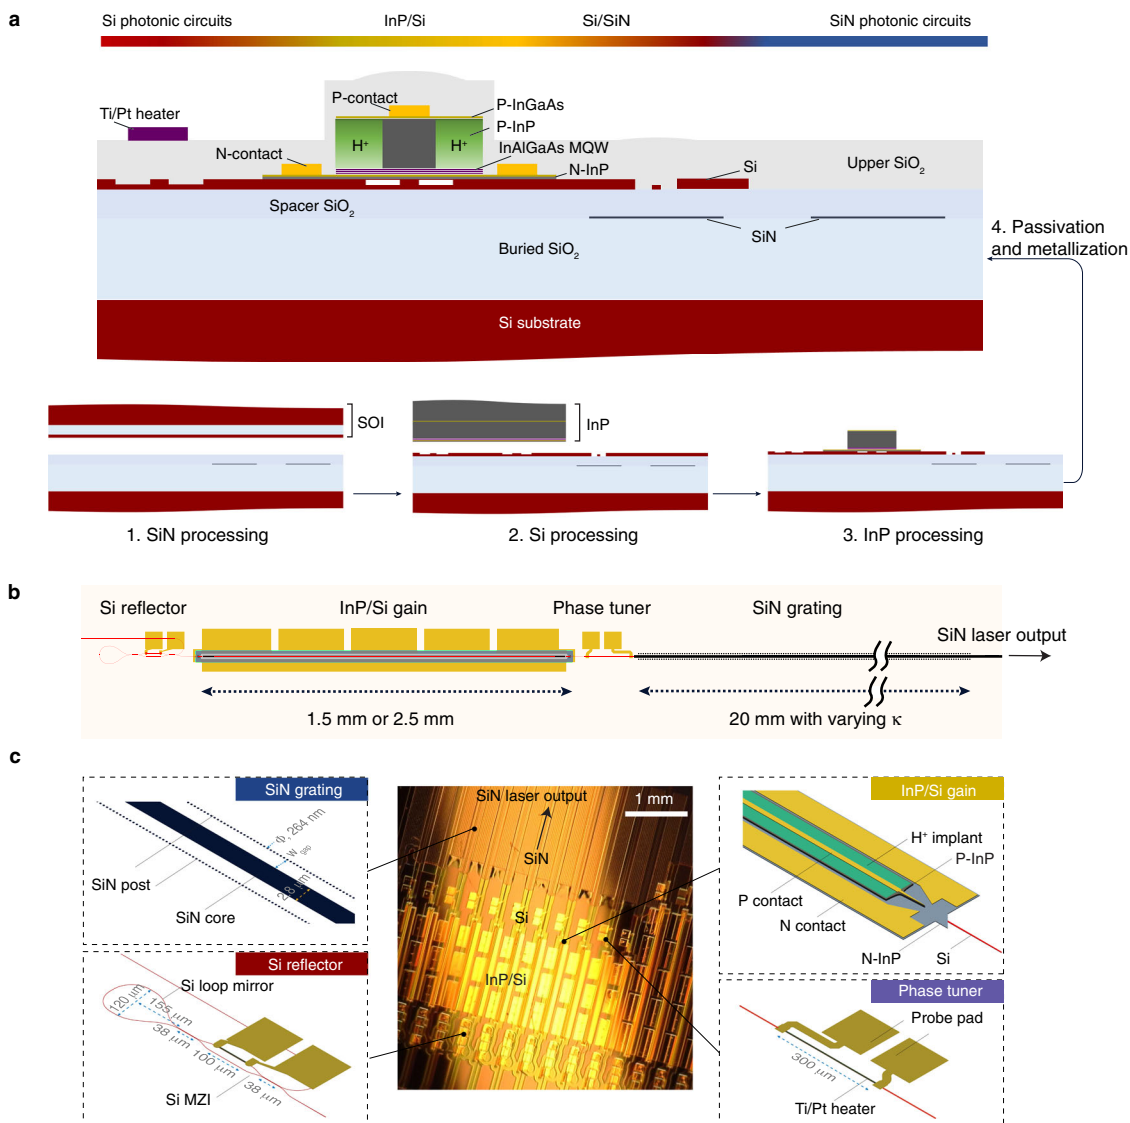 a
Si photonic circuits
InP/Si
Si/SiN
SiN photonic circuits
P-contact
P-InGaAs
Ti/Pt heater
P-InP
H⁺
H⁺
InAlGaAs MQW
N-contact
N-InP
Si
Upper SiO₂
Spacer SiO₂
SiN
Buried SiO₂
4. Passivation
and metallization
Si substrate
SOI
InP
1. SiN processing
2. Si processing
3. InP processing
b
Si reflector
InP/Si gain
Phase tuner
SiN grating
SiN laser output
1.5 mm or 2.5 mm
20 mm with varying κ
c
SiN grating
Φ, 264 nm
W gap
2.8 μm
SiN post
SiN core
Si reflector
Si loop mirror
120 μm
155 μm
38 μm
100 μm
38 μm
Si MZI
SiN laser output
1 mm
SiN
Si
InP/Si
InP/Si gain
H⁺ implant
P-InP
P contact
N contact
N-InP
Si
Phase tuner
Probe pad
300 μm
Ti/Pt heater